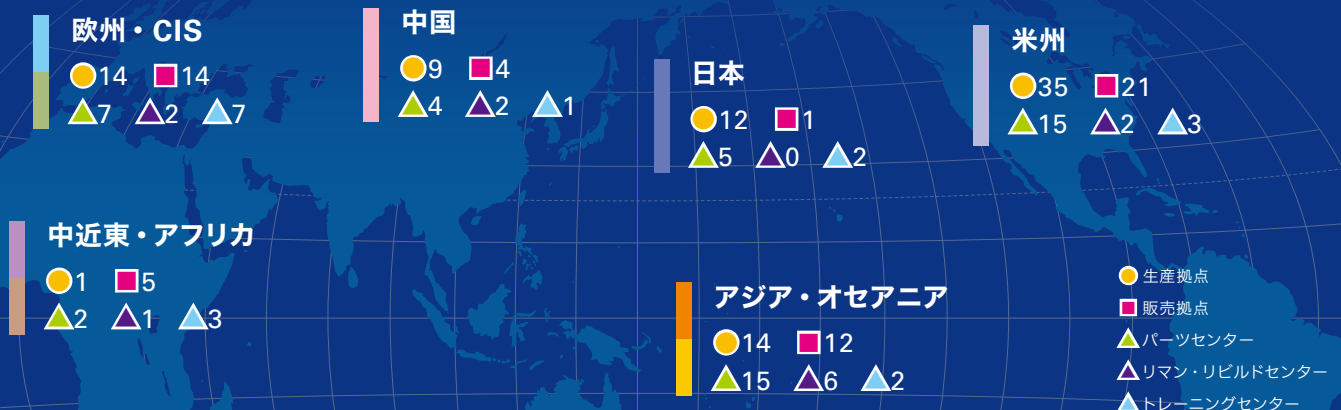 欧州・CIS
14 14
7 2 7
中国
9 4
4 2 1
日本
12 1
5 0 2
米州
35 21
15 2 3
中近東・アフリカ
1 5
2 1 3
アジア・オセアニア
14 12
15 6 2
生産拠点
販売拠点
パーツセンター
リマン・リビルドセンター
トレーニングセンター